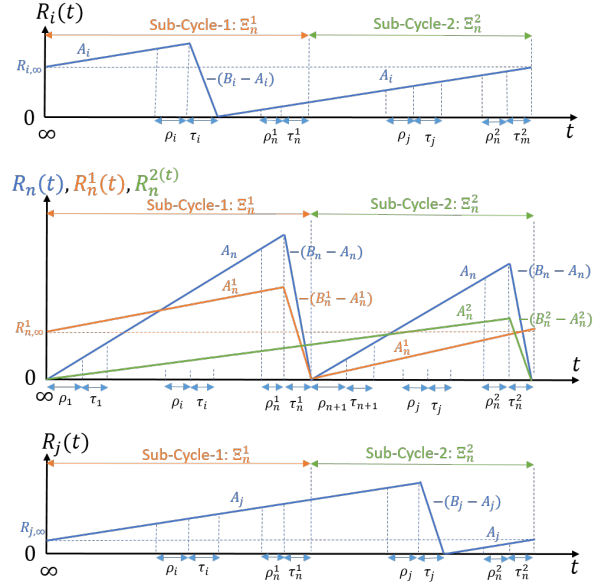 R_i(t)
Sub-Cycle-1: Ξ_n^1 Sub-Cycle-2: Ξ_n^2
A_i −(B_i − A_i) A_i
R_{i,∞}
0
∞ ρ_i τ_i ρ_n^1 τ_n^1 ρ_j τ_j ρ_n^2 τ_m^2 t
R_n(t), R_n^1(t), R_n^{2(t)}
Sub-Cycle-1: Ξ_n^1 Sub-Cycle-2: Ξ_n^2
A_n −(B_n − A_n) A_n −(B_n − A_n)
A_n^1 −(B_n^1 − A_n^1) A_n^2 −(B_n^2 − A_n^2)
R_{n,∞}^1 A_n^1
0 t
∞ ρ_1 τ_1 ρ_i τ_i ρ_n^1 τ_n^1 ρ_{n+1} τ_{n+1} ρ_j τ_j ρ_n^2 τ_n^2
R_j(t)
Sub-Cycle-1: Ξ_n^1 Sub-Cycle-2: Ξ_n^2
A_j −(B_j − A_j)
R_{j,∞} A_j
0 t
∞ ρ_i τ_i ρ_n^1 τ_n^1 ρ_j τ_j ρ_n^2 τ_n^2